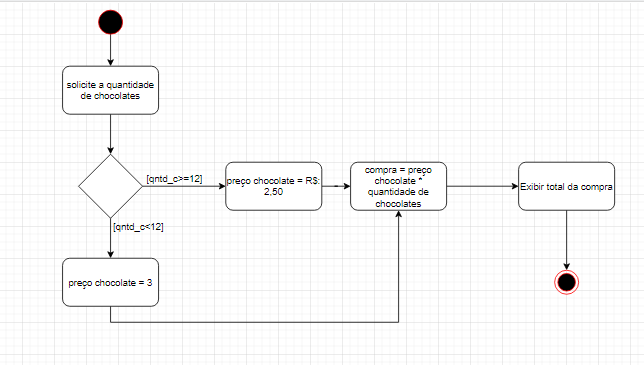 solicite a quantidade
de chocolates
[qntd_c>=12]
preço chocolate = R$:
2,50
compra = preço
chocolate *
quantidade de
chocolates
Exibir total da compra
[qntd_c<12]
preço chocolate = 3